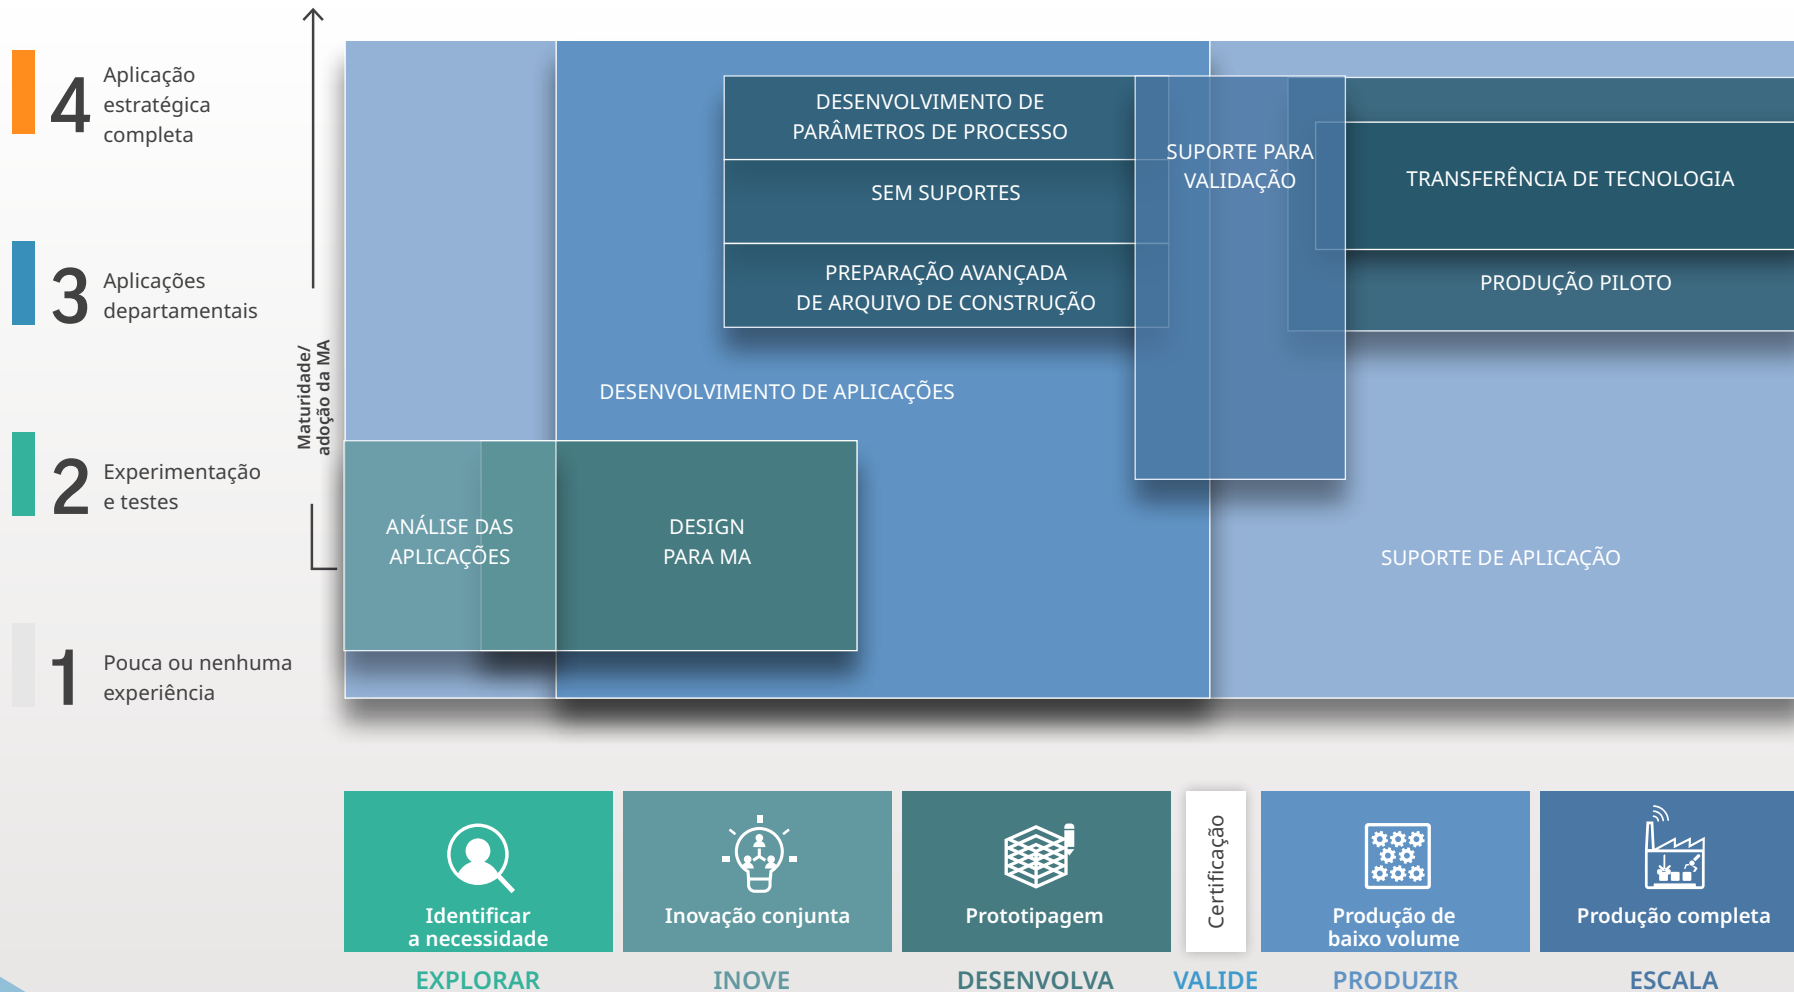 4
Aplicação
estratégica
completa
3
Aplicações
departamentais
2
Experimentação
e testes
1
Pouca ou nenhuma
experiência
Maturidade/
adoção da MA
DESENVOLVIMENTO DE
PARÂMETROS DE PROCESSO
SEM SUPORTES
PREPARAÇÃO AVANÇADA
DE ARQUIVO DE CONSTRUÇÃO
SUPORTE PARA
VALIDAÇÃO
TRANSFERÊNCIA DE TECNOLOGIA
PRODUÇÃO PILOTO
DESENVOLVIMENTO DE APLICAÇÕES
ANÁLISE DAS
APLICAÇÕES
DESIGN
PARA MA
SUPORTE DE APLICAÇÃO
Identificar
a necessidade
Inovação conjunta
Prototipagem
Certificação
Produção de
baixo volume
Produção completa
EXPLORAR
INOVE
DESENVOLVA
VALIDE
PRODUZIR
ESCALA